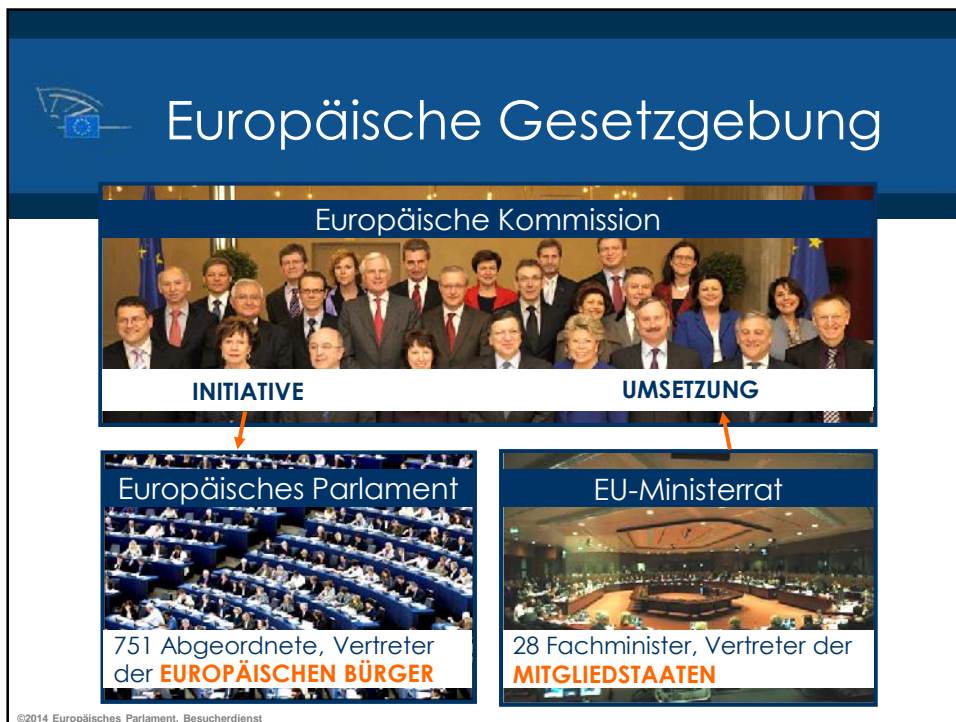 Europäische Gesetzgebung
Europäische Kommission
INITIATIVE
UMSETZUNG
Europäisches Parlament
751 Abgeordnete, Vertreter
der EUROPÄISCHEN BÜRGER
EU-Ministerrat
28 Fachminister, Vertreter der
MITGLIEDSTAATEN
©2014 Europäisches Parlament, Besucherdienst